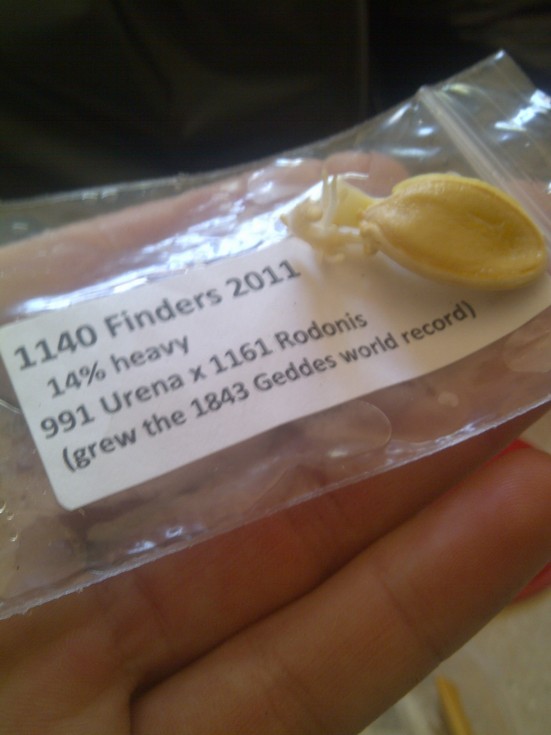 1140 Finders 2011
14% heavy
991 Urena x 1161 Rodonis
(grew the 1843 Geddes world record)